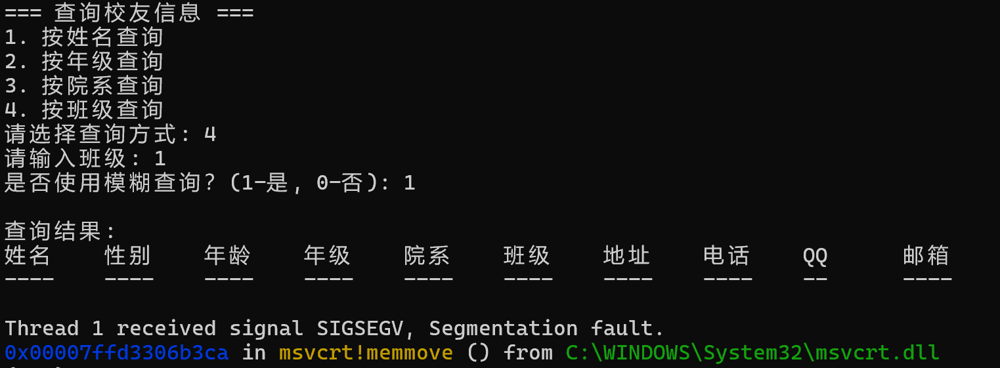 === 查询校友信息 ===
1. 按姓名查询
2. 按年级查询
3. 按院系查询
4. 按班级查询
请选择查询方式: 4
请输入班级: 1
是否使用模糊查询? (1-是, 0-否): 1
查询结果:
姓名 性别 年龄 年级 院系 班级 地址 电话 QQ 邮箱
---- ---- ---- ---- ---- ---- ---- ---- -- ----
Thread 1 received signal SIGSEGV, Segmentation fault.
0x00007ffd3306b3ca in msvcrt!memmove () from C:\WINDOWS\System32\msvcrt.dll